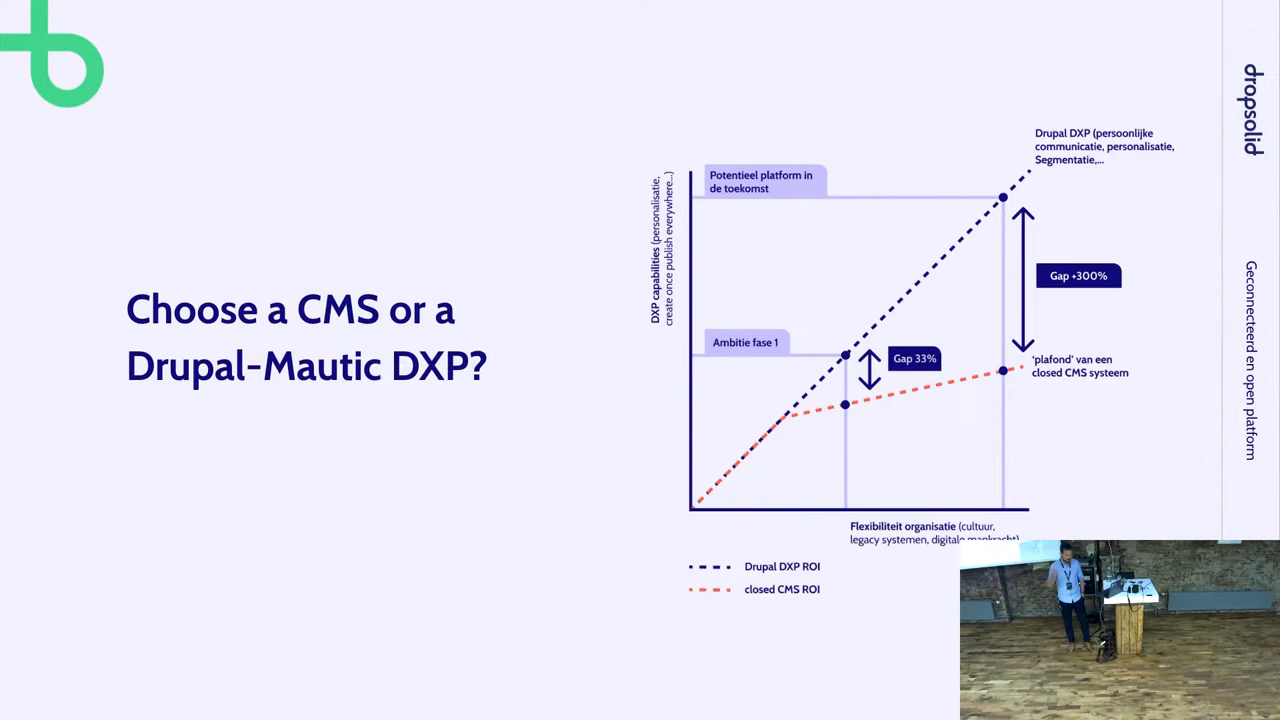 Choose a CMS or a
Drupal-Mautic DXP?
DXP capabilities (personalisatie,
create once publish everywhere...)
Potentieel platform in
de toekomst
Ambitie fase 1
Drupal DXP (persoonlijke
communicatie, personalisatie,
Segmentatie,...
Gap +300%
Gap 33%
'plafond' van een
closed CMS systeem
Flexibiliteit organisatie (cultuur,
legacy systemen, digitale mankracht)
Drupal DXP ROI
closed CMS ROI
dropsolid
Geconnecteerd en open platform